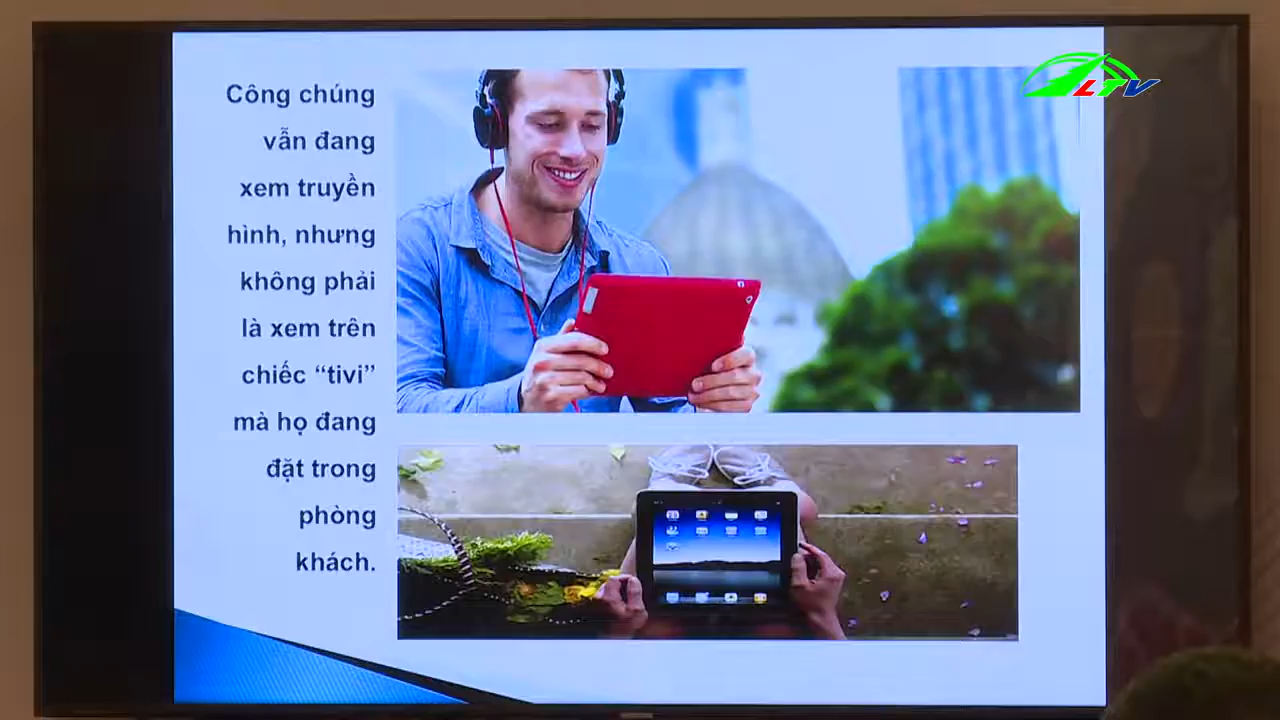 Công chúng
vẫn đang
xem truyền
hình, nhưng
không phải
là xem trên
chiếc “tivi”
mà họ đang
đặt trong
phòng
khách.
LTV